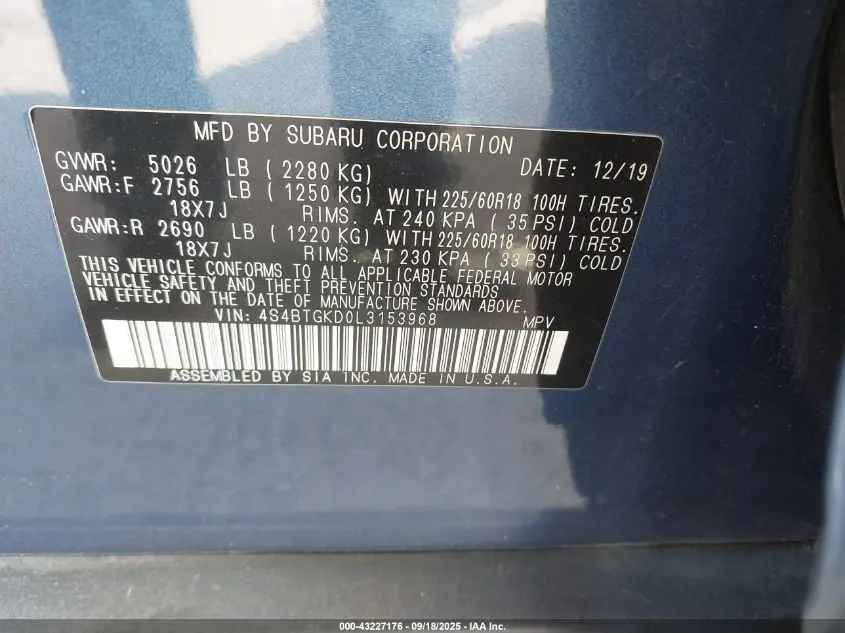 MFD BY SUBARU CORPORATION
GVWR: 5026 LB ( 2280 KG) DATE: 12/19
GAWR:F 2756 LB ( 1250 KG) WITH 225/60R18 100H TIRES.
18X7J RIMS. AT 240 KPA ( 35 PSI) COLD
GAWR:R 2690 LB ( 1220 KG) WITH 225/60R18 100H TIRES.
18X7J RIMS. AT 230 KPA ( 33 PSI) COLD
THIS VEHICLE CONFORMS TO ALL APPLICABLE FEDERAL MOTOR
VEHICLE SAFETY AND THEFT PREVENTION STANDARDS
IN EFFECT ON THE DATE OF MANUFACTURE SHOWN ABOVE.
VIN: 4S4BTGKD0L3153968 MPV
ASSEMBLED BY SIA INC. MADE IN U.S.A.
000-43227176 - 09/18/2025 - IAA Inc.